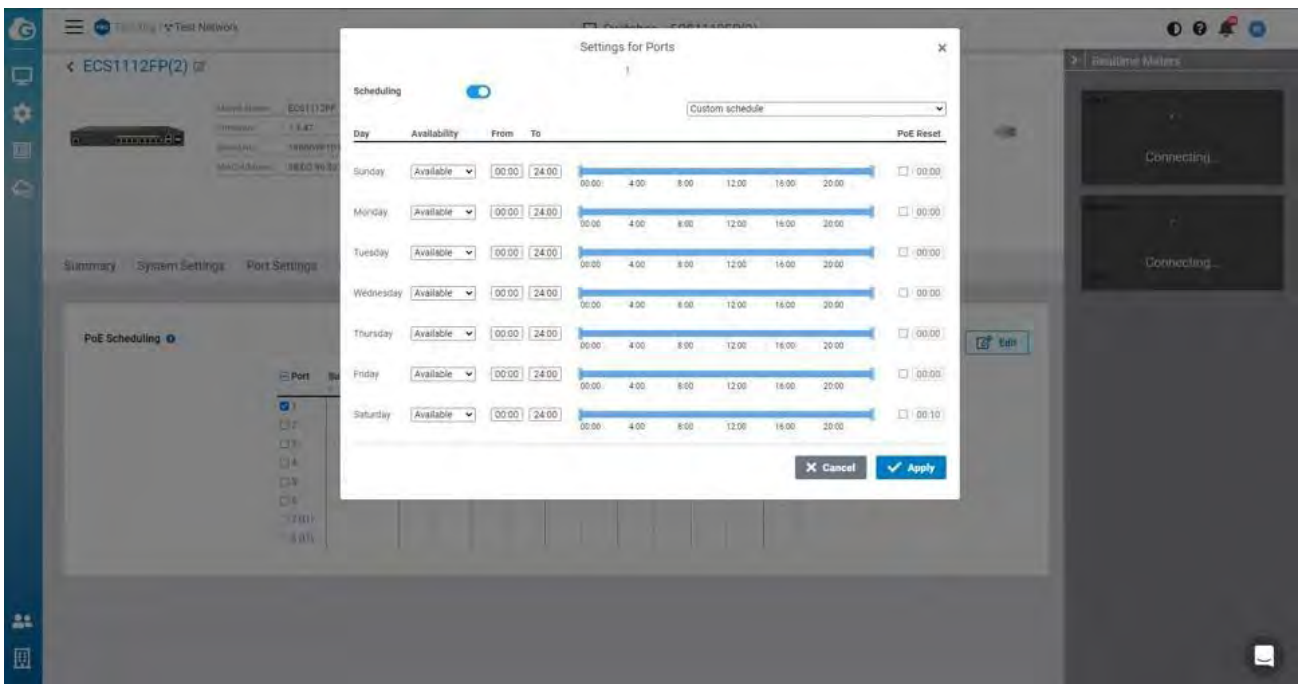 Test Network
ECS1112FP(2)
Settings for Ports
1
Scheduling
Custom schedule
Day Availability From To PoE Reset
Sunday Available 00:00 24:00 00:00
00:00 4:00 8:00 12:00 16:00 20:00
Monday Available 00:00 24:00 00:00
00:00 4:00 8:00 12:00 16:00 20:00
Tuesday Available 00:00 24:00 00:00
00:00 4:00 8:00 12:00 16:00 20:00
Wednesday Available 00:00 24:00 00:00
00:00 4:00 8:00 12:00 16:00 20:00
Thursday Available 00:00 24:00 00:00
00:00 4:00 8:00 12:00 16:00 20:00
Friday Available 00:00 24:00 00:00
00:00 4:00 8:00 12:00 16:00 20:00
Saturday Available 00:00 24:00 00:10
00:00 4:00 8:00 12:00 16:00 20:00
Cancel Apply
Realtime Meters
Connecting...
Connecting...
Summary System Settings Port Settings
PoE Scheduling
Edit
Port
1
2
3
4
5
6